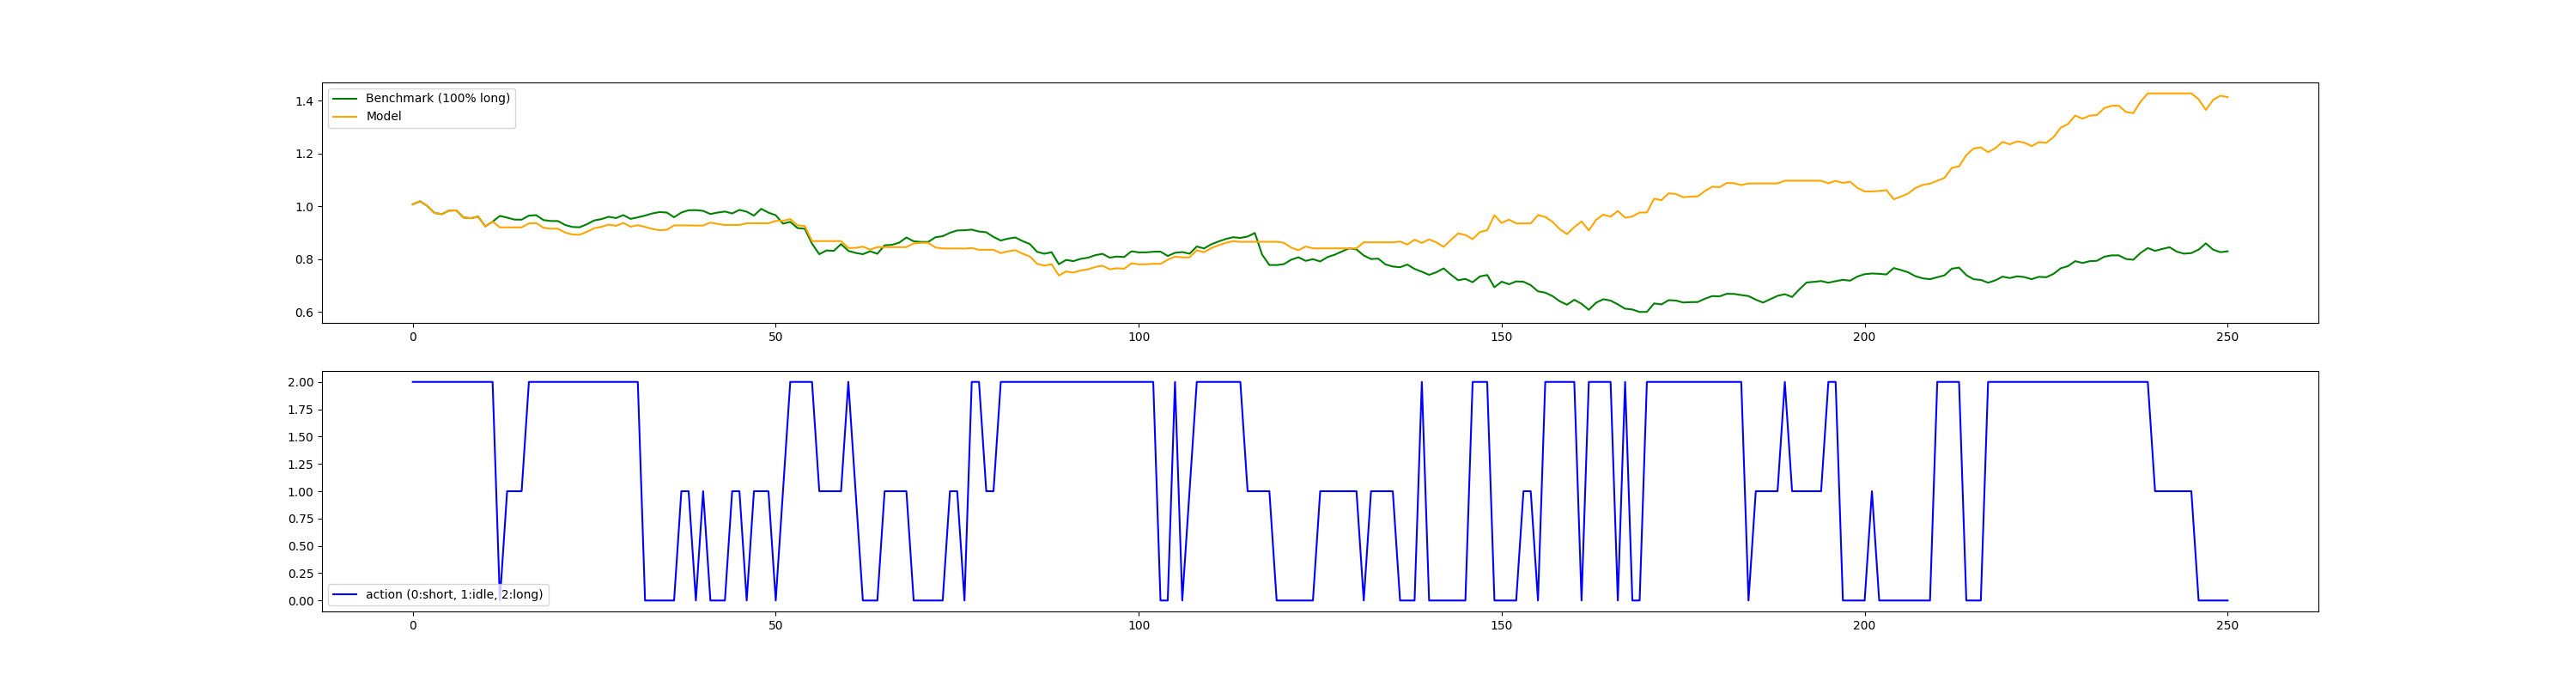 Benchmark (100% long)
Model
1.4
1.2
1.0
0.8
0.6
0 50 100 150 200 250
2.00
1.75
1.50
1.25
1.00
0.75
0.50
0.25
0.00
action (0:short, 1:idle, 2:long)
0 50 100 150 200 250